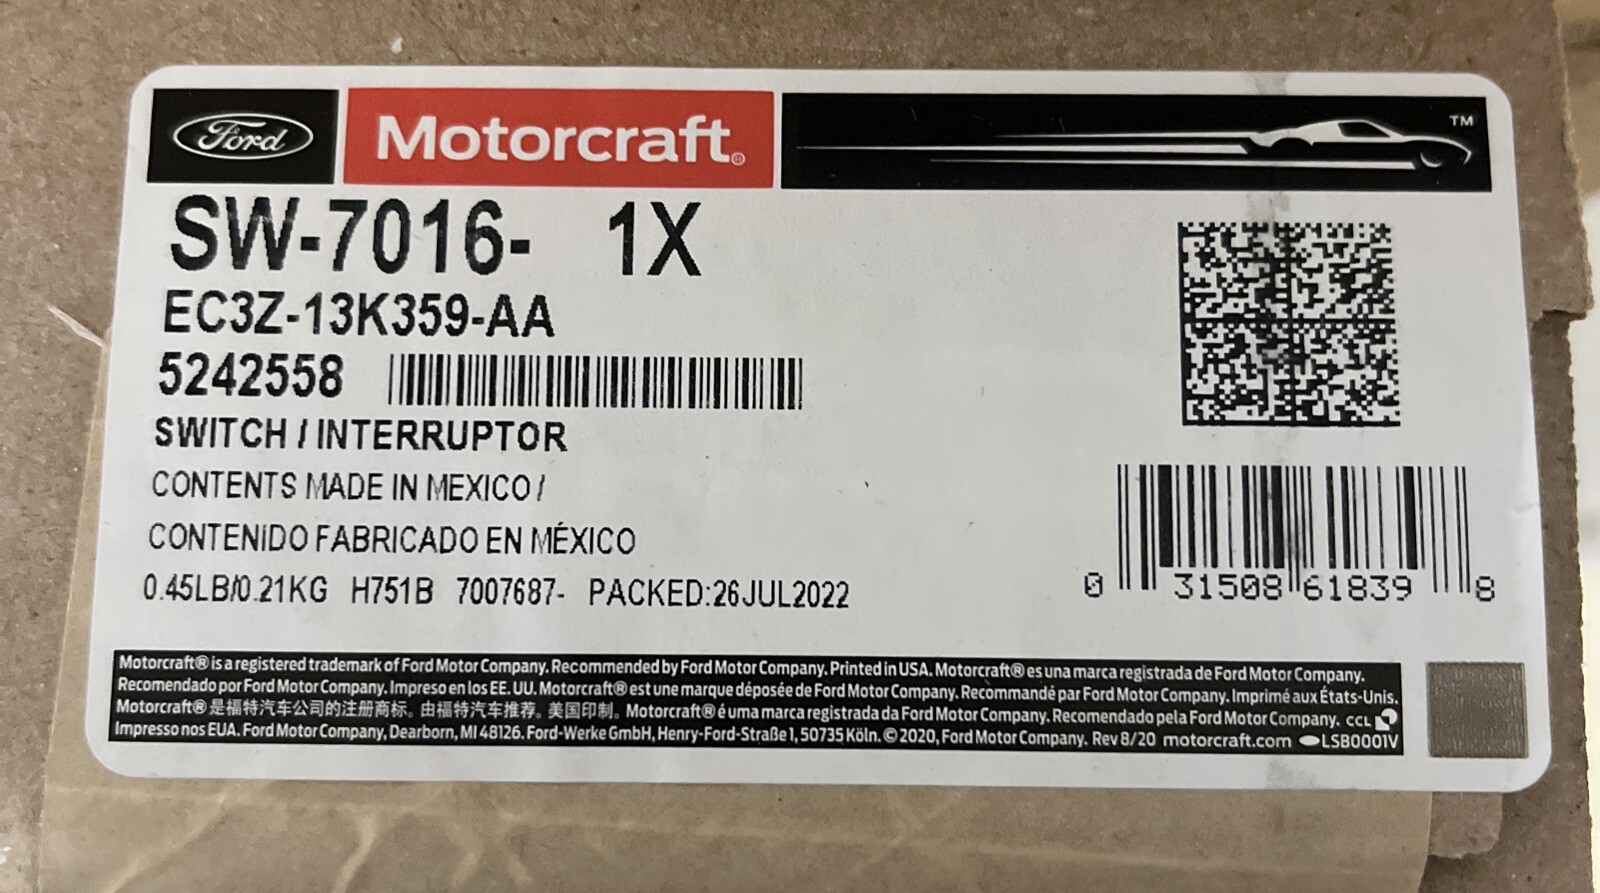 Ford Motorcraft® ™
SW-7016- 1X
EC3Z-13K359-AA
5242558
SWITCH / INTERRUPTOR
CONTENTS MADE IN MEXICO /
CONTENIDO FABRICADO EN MÉXICO
0.45LB/0.21KG H751B 7007687- PACKED:26JUL2022
0 31508 61839 8
Motorcraft® is a registered trademark of Ford Motor Company. Recommended by Ford Motor Company. Printed in USA. Motorcraft® es una marca registrada de Ford Motor Company.
Recomendado por Ford Motor Company. Impreso en los EE. UU. Motorcraft® est une marque déposée de Ford Motor Company. Recommandé par Ford Motor Company. Imprimé aux États-Unis.
Motorcraft® 是福特汽车公司的注册商标。由福特汽车推荐。美国印制。Motorcraft® é uma marca registrada da Ford Motor Company. Recomendado pela Ford Motor Company. CCL
Impresso nos EUA. Ford Motor Company, Dearborn, MI 48126. Ford-Werke GmbH, Henry-Ford-Straße 1, 50735 Köln. © 2020, Ford Motor Company. Rev 8/20 motorcraft.com LSB0001V